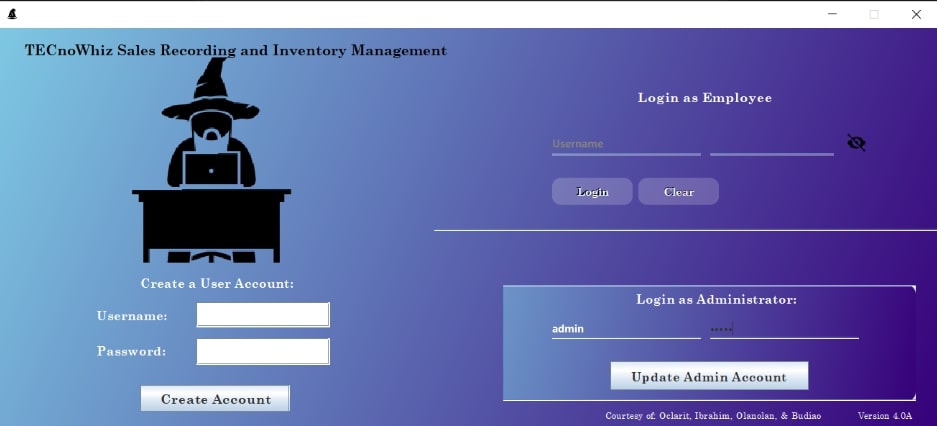 TECnoWhiz Sales Recording and Inventory Management
Login as Employee
Username
Login Clear
Create a User Account:
Username:
Password:
Create Account
Login as Administrator:
admin •••••
Update Admin Account
Courtesy of: Oclarit, Ibrahim, Olanolan, & Budiao Version 4.0A